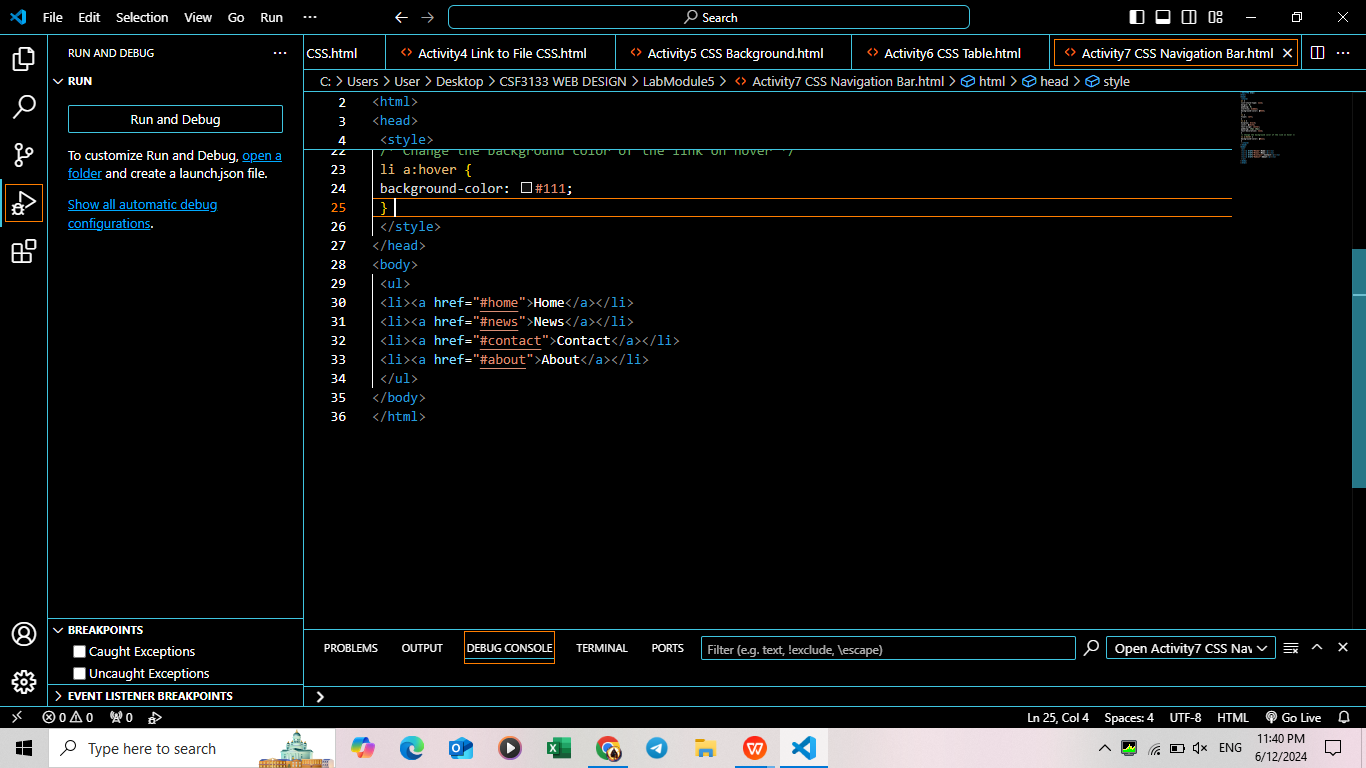 File Edit Selection View Go Run ···
Search
RUN AND DEBUG ···
RUN
Run and Debug
To customize Run and Debug, open a
folder and create a launch.json file.
Show all automatic debug
configurations.
BREAKPOINTS
Caught Exceptions
Uncaught Exceptions
EVENT LISTENER BREAKPOINTS
CSS.html
Activity4 Link to File CSS.html
Activity5 CSS Background.html
Activity6 CSS Table.html
Activity7 CSS Navigation Bar.html
C: > Users > User > Desktop > CSF3133 WEB DESIGN > LabModule5 > Activity7 CSS Navigation Bar.html > html > head > style
2 <html>
3 <head>
4 <style>
22 /* Change the background color of the link on hover */
23 li a:hover {
24 background-color: #111;
25 }
26 </style>
27 </head>
28 <body>
29 <ul>
30 <li><a href="#home">Home</a></li>
31 <li><a href="#news">News</a></li>
32 <li><a href="#contact">Contact</a></li>
33 <li><a href="#about">About</a></li>
34 </ul>
35 </body>
36 </html>
PROBLEMS OUTPUT DEBUG CONSOLE TERMINAL PORTS
Filter (e.g. text, !exclude, \escape)
Open Activity7 CSS Nav
0 0 0
Ln 25, Col 4 Spaces: 4 UTF-8 HTML Go Live
Type here to search
ENG
11:40 PM
6/12/2024